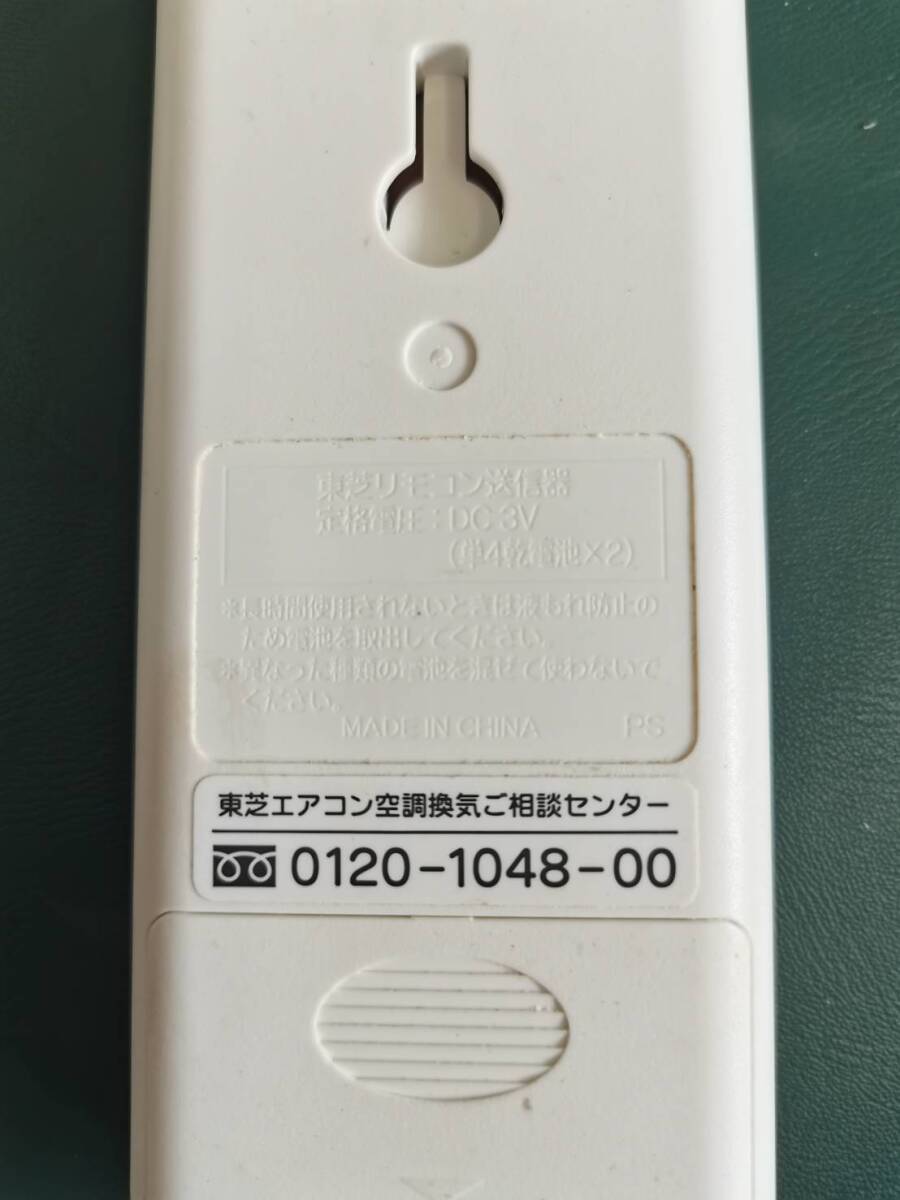 東芝リモコン送信器
定格電圧：DC 3V
(単4乾電池×2)
※長時間使用されないときは液もれ防止の
ため電池を取出してください。
※異なった種類の電池を混ぜて使わないで
ください。
MADE IN CHINA PS
東芝エアコン空調換気ご相談センター
0120-1048-00